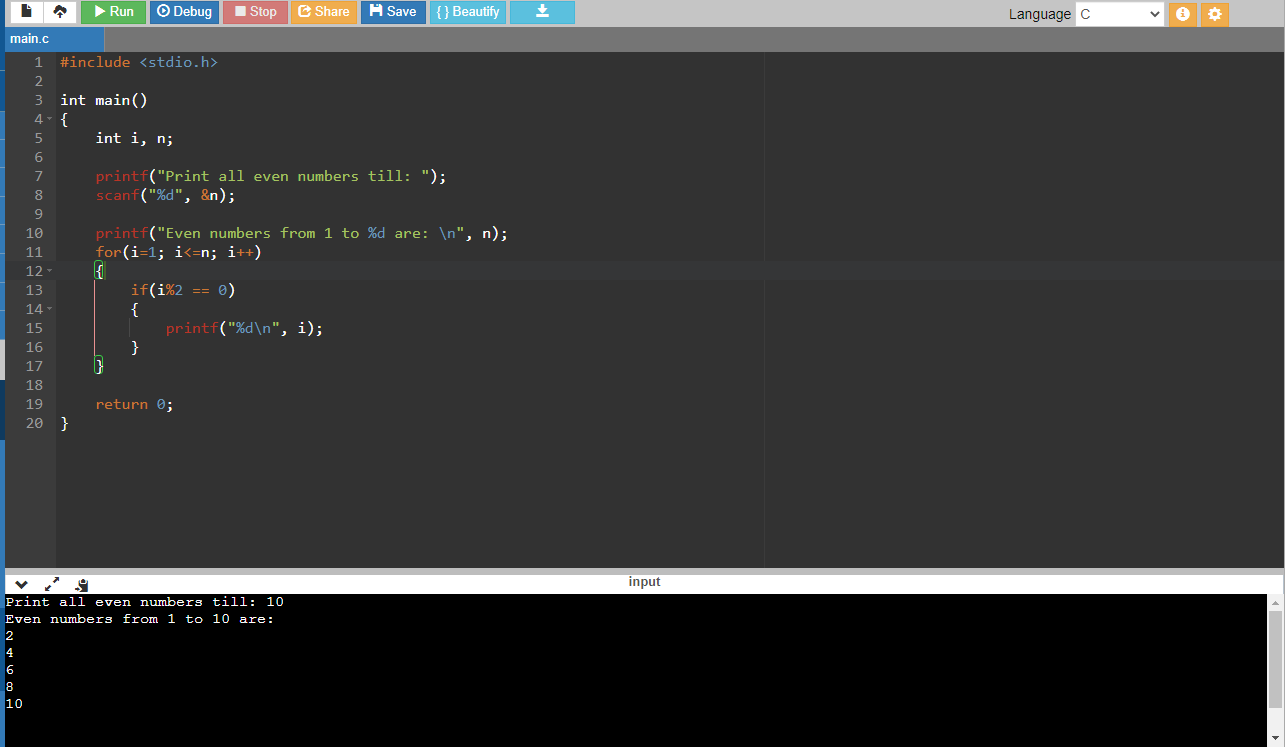 Run Debug Stop Share Save { } Beautify Language C
main.c
1 #include <stdio.h>
2
3 int main()
4 {
5     int i, n;
6
7     printf("Print all even numbers till: ");
8     scanf("%d", &n);
9
10     printf("Even numbers from 1 to %d are: \n", n);
11     for(i=1; i<=n; i++)
12     {
13         if(i%2 == 0)
14         {
15             printf("%d\n", i);
16         }
17     }
18
19     return 0;
20 }
input
Print all even numbers till: 10
Even numbers from 1 to 10 are:
2
4
6
8
10